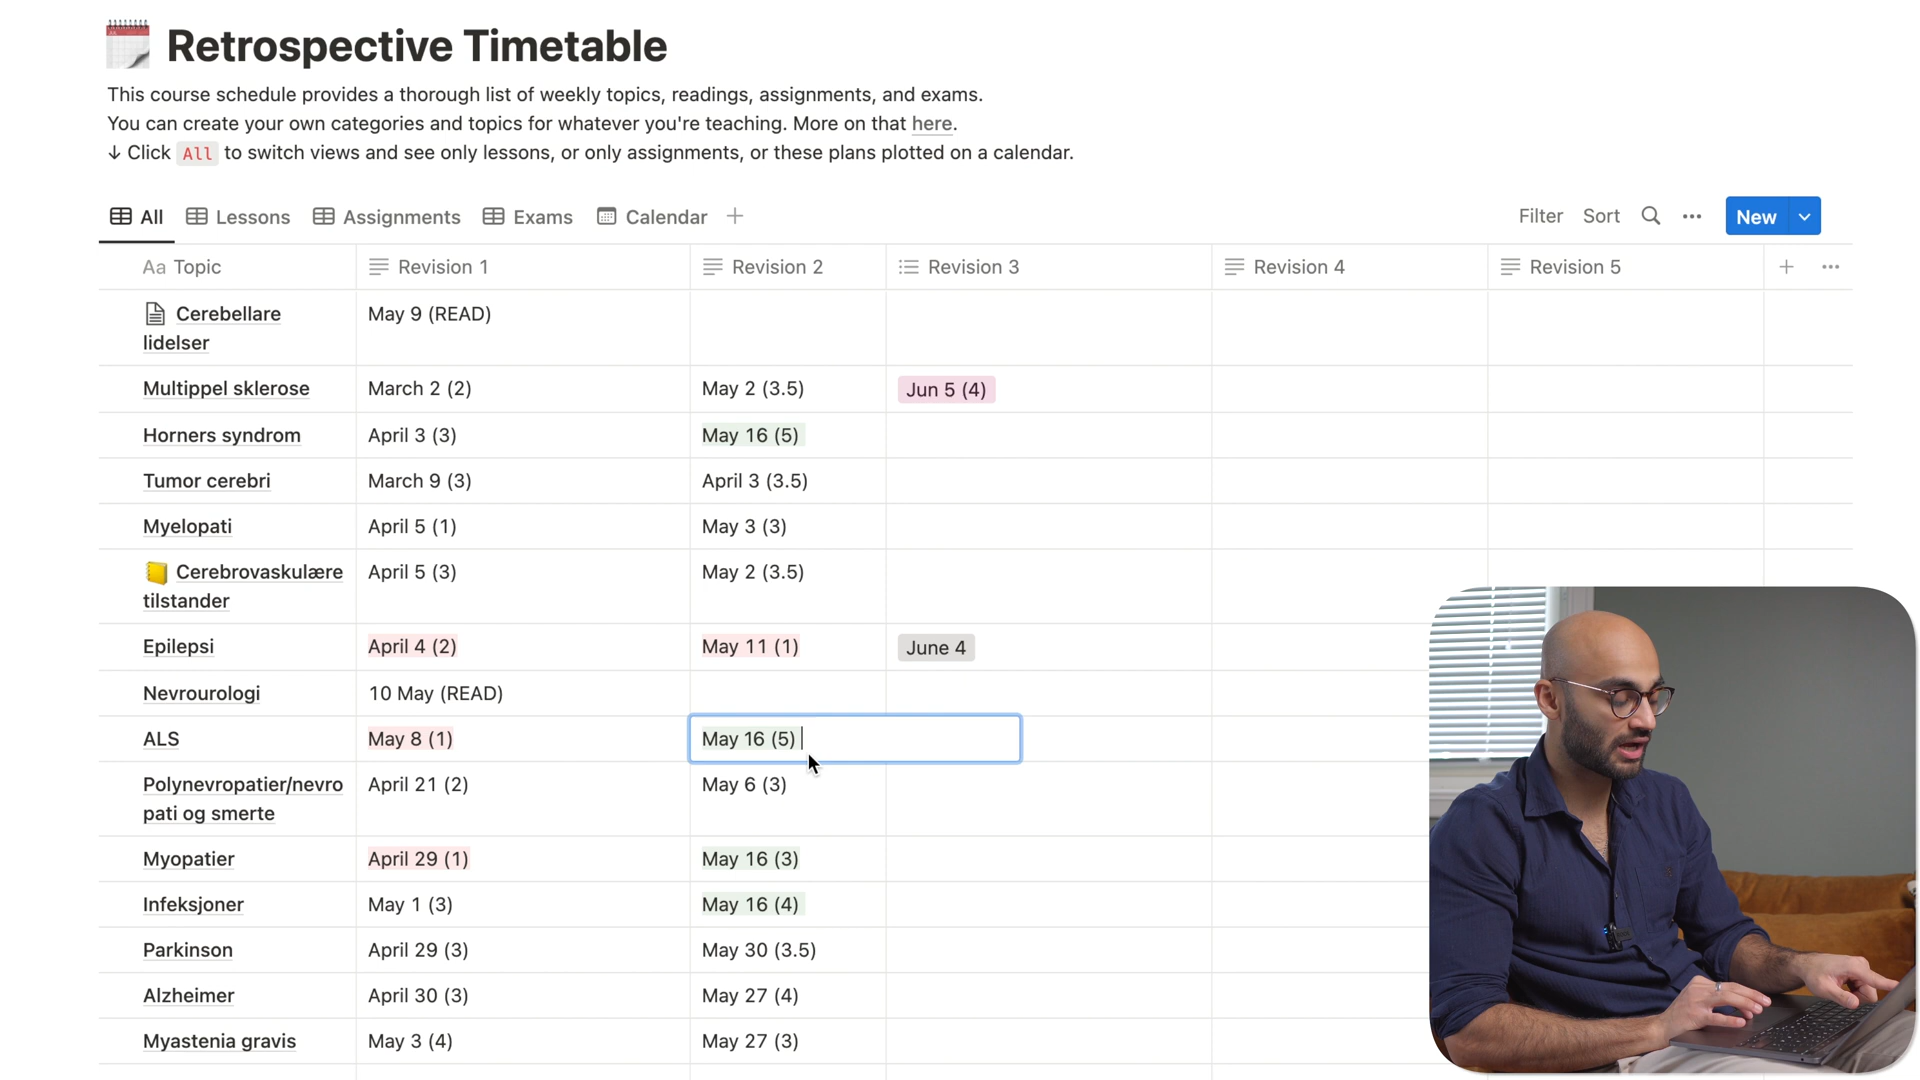 Retrospective Timetable
This course schedule provides a thorough list of weekly topics, readings, assignments, and exams.
You can create your own categories and topics for whatever you're teaching. More on that here.
↓ Click All to switch views and see only lessons, or only assignments, or these plans plotted on a calendar.
All Lessons Assignments Exams Calendar + Filter Sort ••• New
Aa Topic Revision 1 Revision 2 Revision 3 Revision 4 Revision 5 + •••
Cerebellare May 9 (READ)
lidelser
Multippel sklerose March 2 (2) May 2 (3.5) Jun 5 (4)
Horners syndrom April 3 (3) May 16 (5)
Tumor cerebri March 9 (3) April 3 (3.5)
Myelopati April 5 (1) May 3 (3)
Cerebrovaskulære April 5 (3) May 2 (3.5)
tilstander
Epilepsi April 4 (2) May 11 (1) June 4
Nevrourologi 10 May (READ)
ALS May 8 (1) May 16 (5)
Polynevropatier/nevro April 21 (2) May 6 (3)
pati og smerte
Myopatier April 29 (1) May 16 (3)
Infeksjoner May 1 (3) May 16 (4)
Parkinson April 29 (3) May 30 (3.5)
Alzheimer April 30 (3) May 27 (4)
Myastenia gravis May 3 (4) May 27 (3)